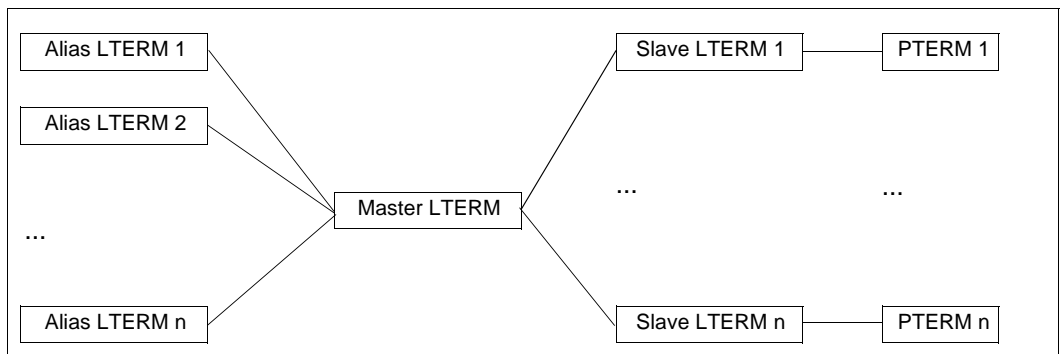 Alias LTERM 1
Slave LTERM 1
PTERM 1
Alias LTERM 2
Master LTERM
...
...
...
Alias LTERM n
Slave LTERM n
PTERM n